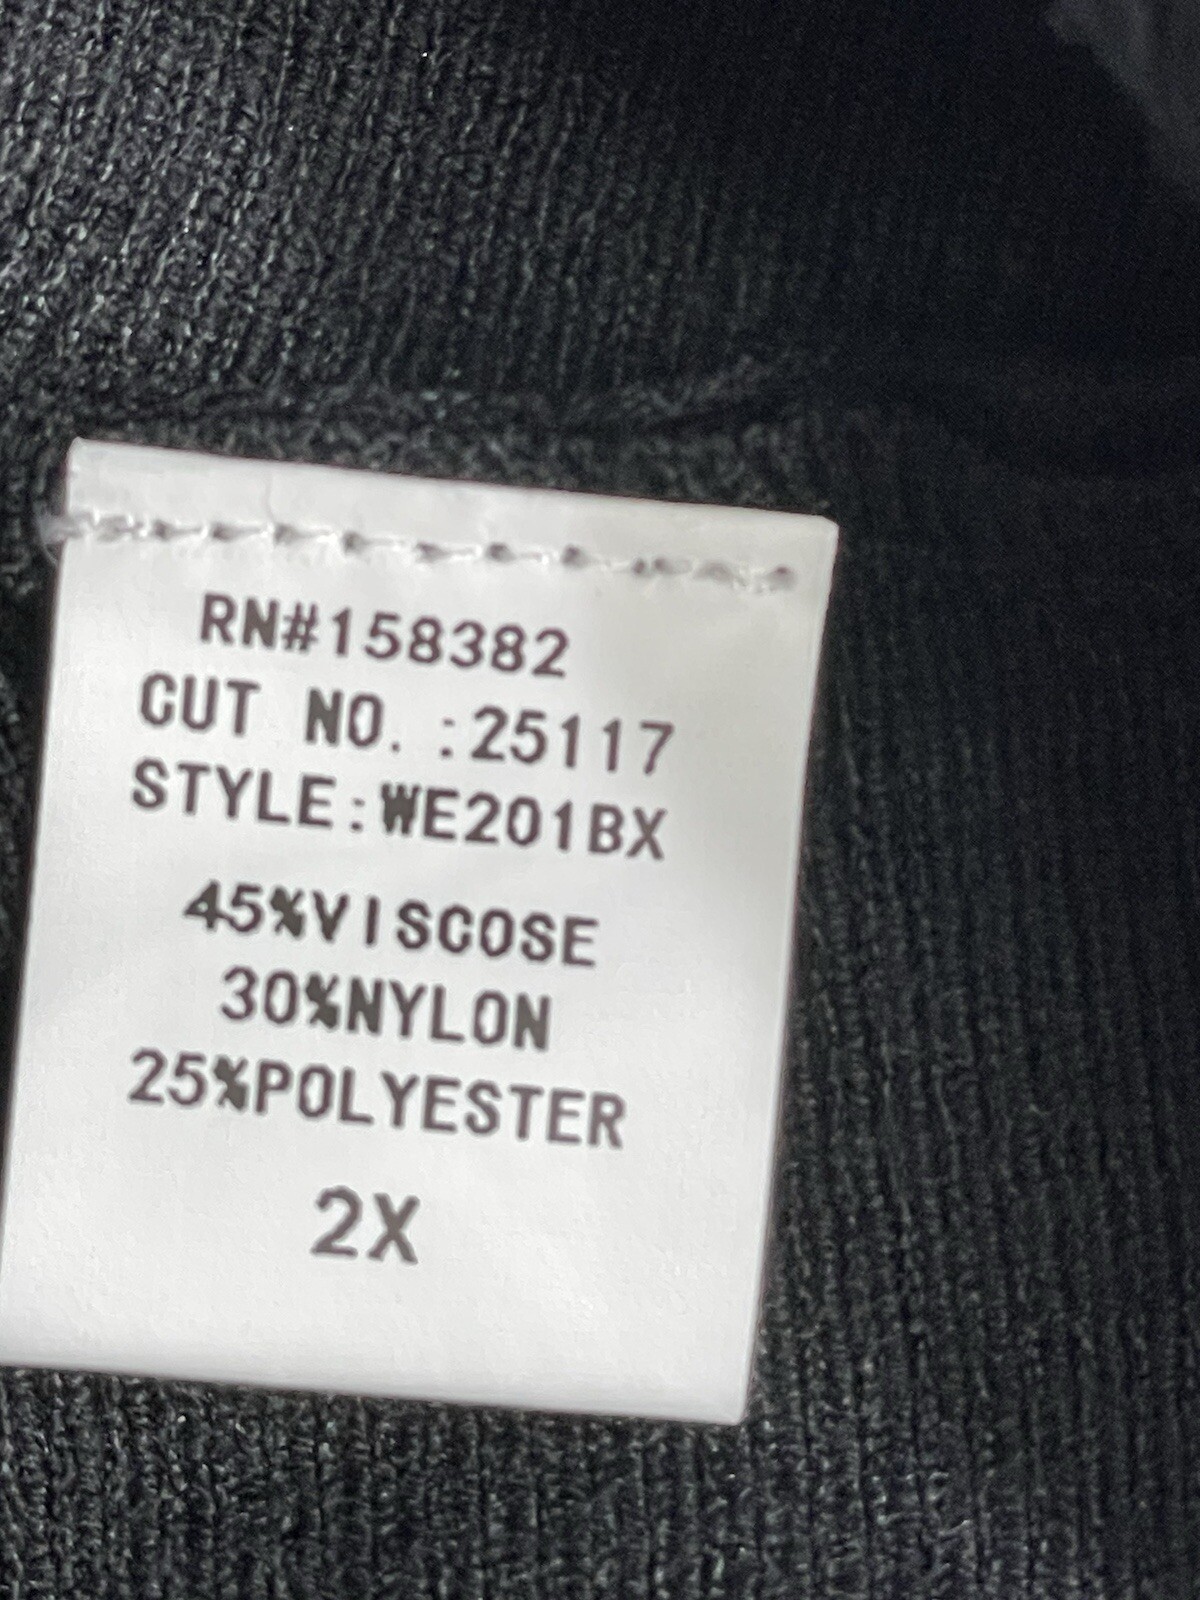 RN#158382
CUT NO.:25117
STYLE:WE201BX
45%VISCOSE
30%NYLON
25%POLYESTER
2X